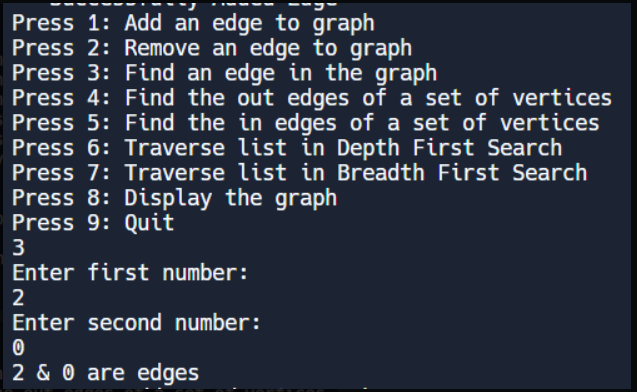 Successfully Added Edge
Press 1: Add an edge to graph
Press 2: Remove an edge to graph
Press 3: Find an edge in the graph
Press 4: Find the out edges of a set of vertices
Press 5: Find the in edges of a set of vertices
Press 6: Traverse list in Depth First Search
Press 7: Traverse list in Breadth First Search
Press 8: Display the graph
Press 9: Quit
3
Enter first number:
2
Enter second number:
0
2 & 0 are edges